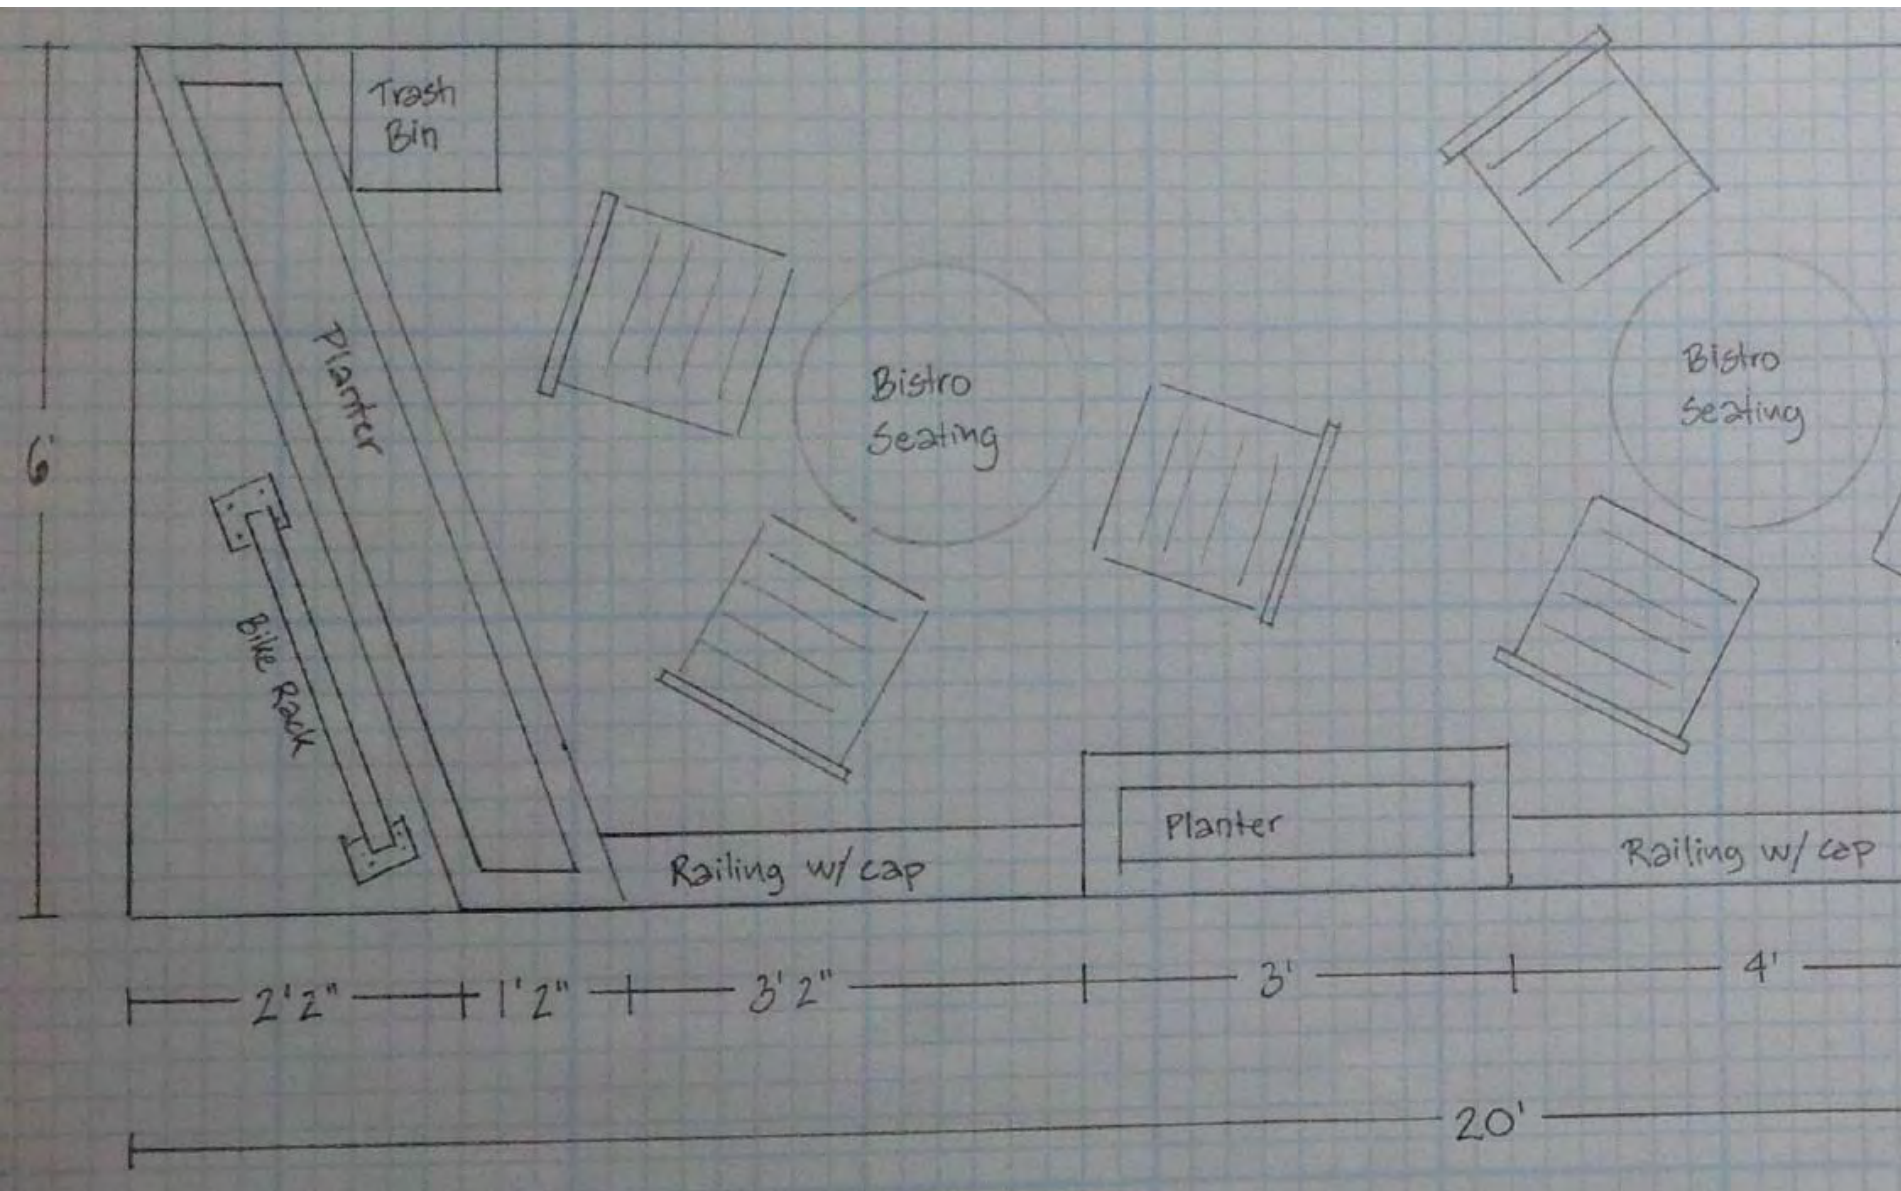 Trash
Bin
Planter
Bistro
Seating
Bistro
Seating
6'
Bike Rack
Planter
Railing w/ cap
Railing w/ cap
2'2"
1'2"
3'2"
3'
4'
20'